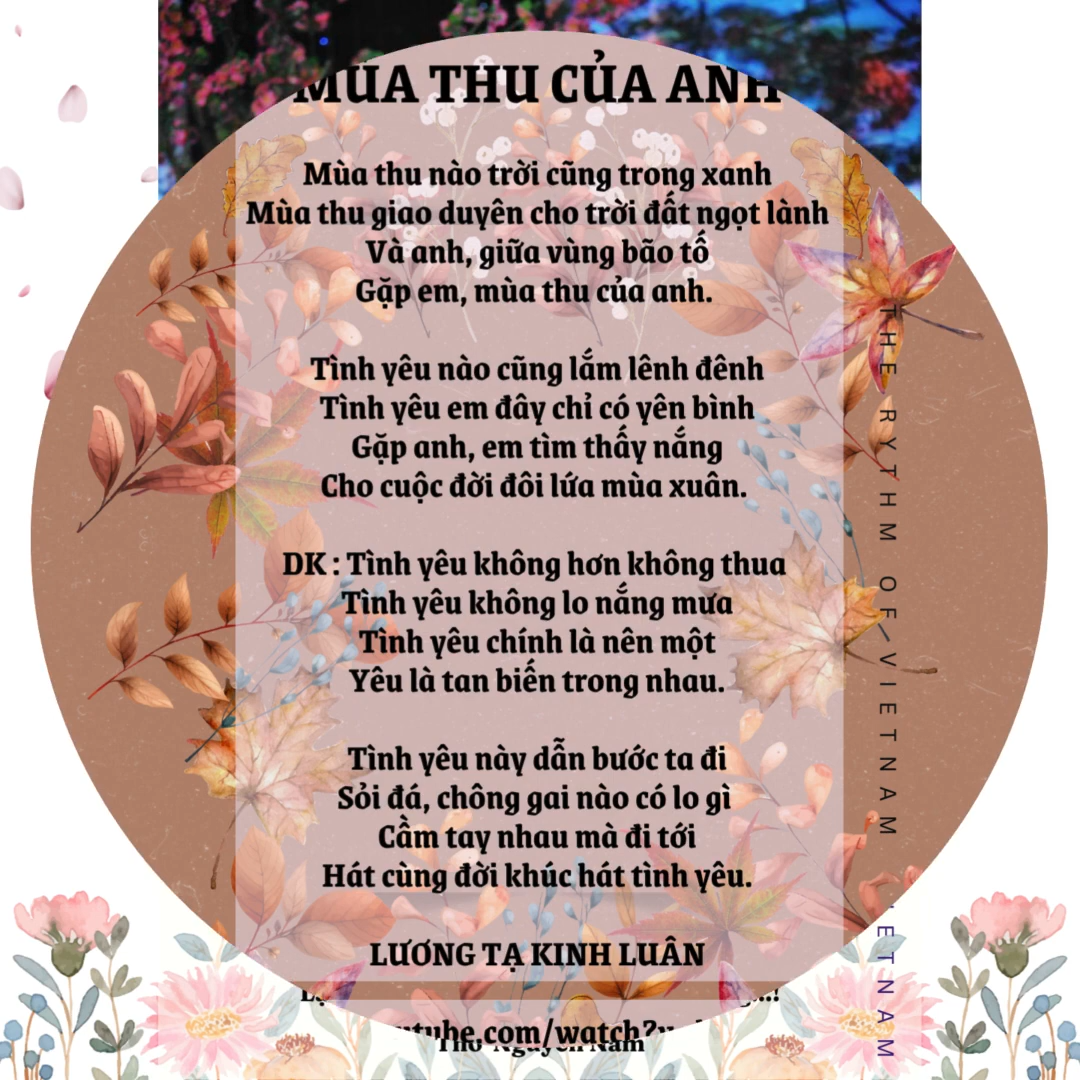 MÙA THU CỦA ANH
Mùa thu nào trời cũng trong xanh
Mùa thu giao duyên cho trời đất ngọt lành
Và anh, giữa vùng bão tố
Gặp em, mùa thu của anh.
Tình yêu nào cũng lắm lênh đênh
Tình yêu em đây chỉ có yên bình
Gặp anh, em tìm thấy nắng
Cho cuộc đời đôi lứa mùa xuân.
DK : Tình yêu không hơn không thua
Tình yêu không lo nắng mưa
Tình yêu chính là nên một
Yêu là tan biến trong nhau.
Tình yêu này dẫn bước ta đi
Sỏi đá, chông gai nào có lo gì
Cầm tay nhau mà đi tới
Hát cùng đời khúc hát tình yêu.
LƯƠNG TẠ KINH LUÂN
THE RYTHM OF VIETNAM
ETNAM